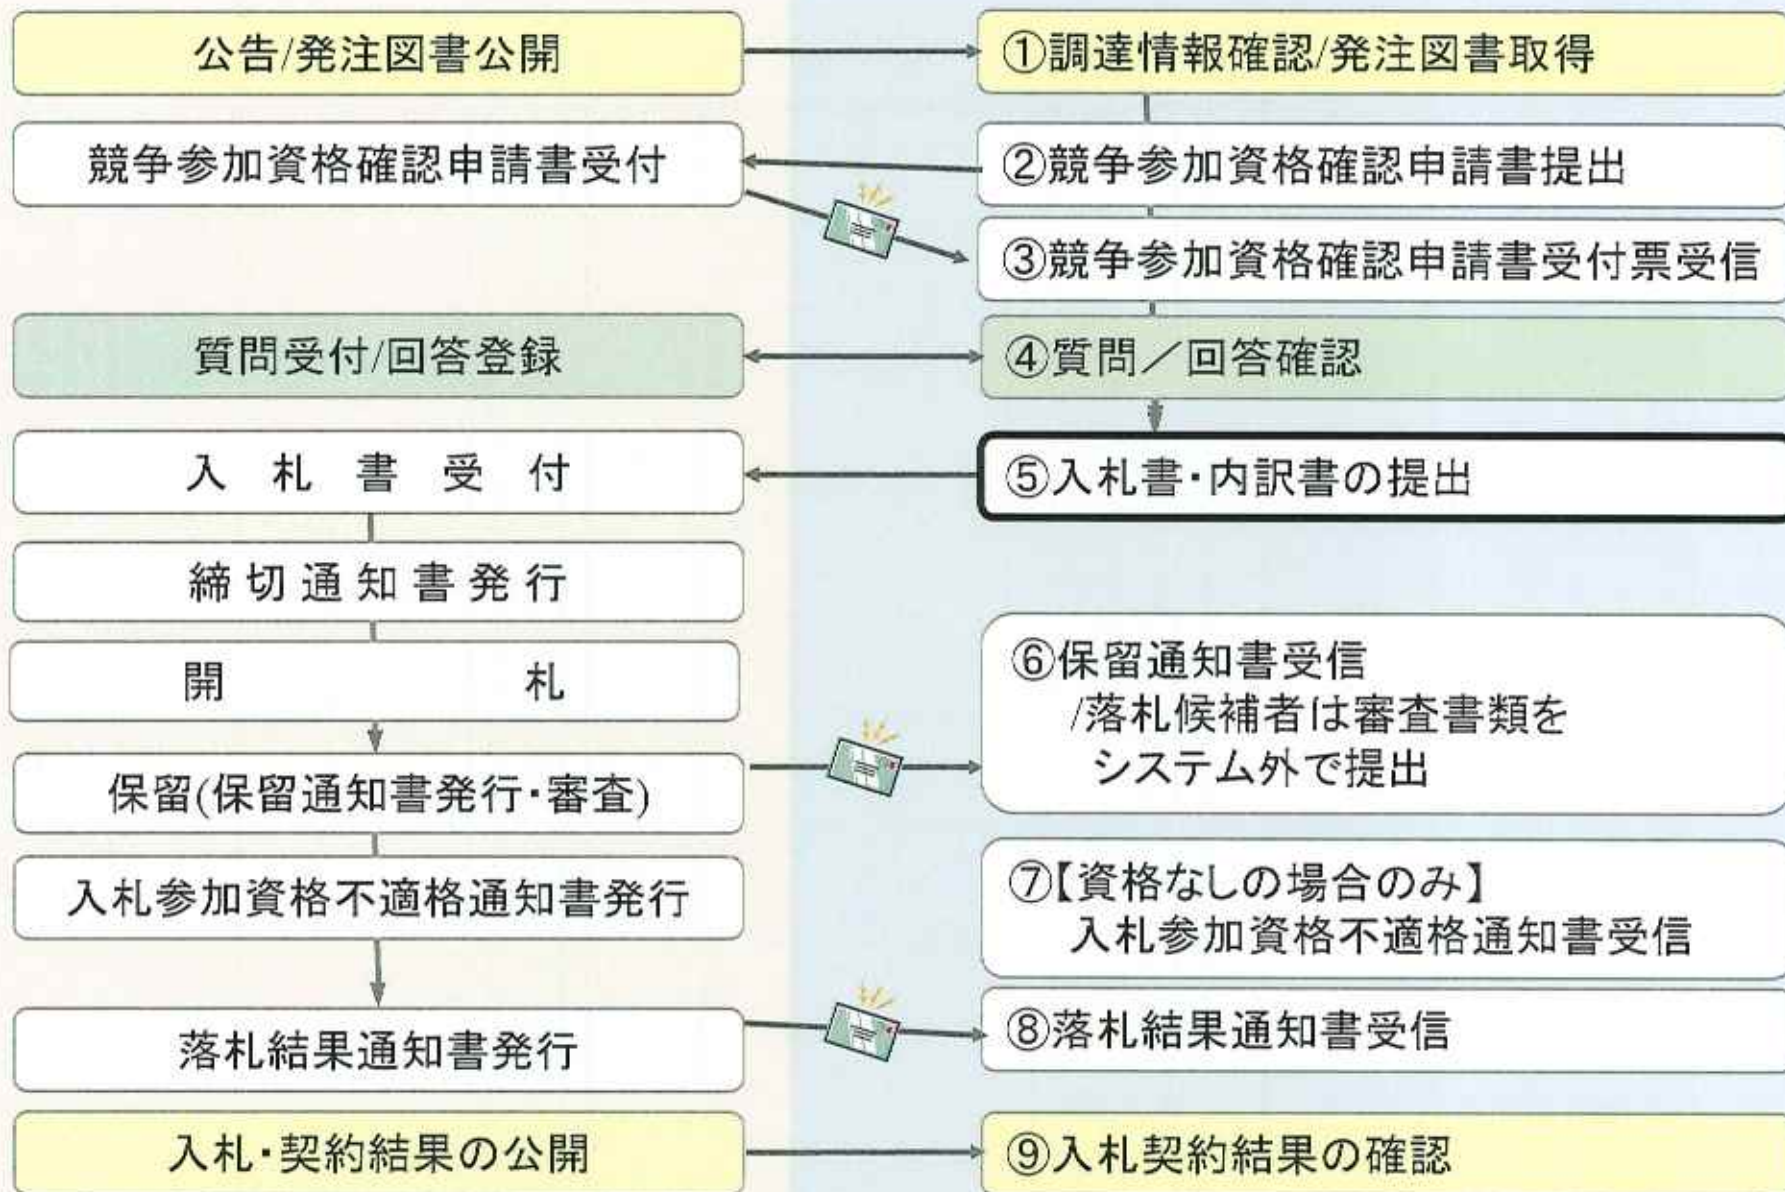 公告/発注図書公開
①調達情報確認/発注図書取得
競争参加資格確認申請書受付
②競争参加資格確認申請書提出
③競争参加資格確認申請書受付票受信
質問受付/回答登録
④質問／回答確認
入 札 書 受 付
⑤入札書・内訳書の提出
締切通知書発行
開 札
⑥保留通知書受信
/落札候補者は審査書類を
システム外で提出
保留(保留通知書発行・審査)
入札参加資格不適格通知書発行
⑦【資格なしの場合のみ】
入札参加資格不適格通知書受信
落札結果通知書発行
⑧落札結果通知書受信
入札・契約結果の公開
⑨入札契約結果の確認